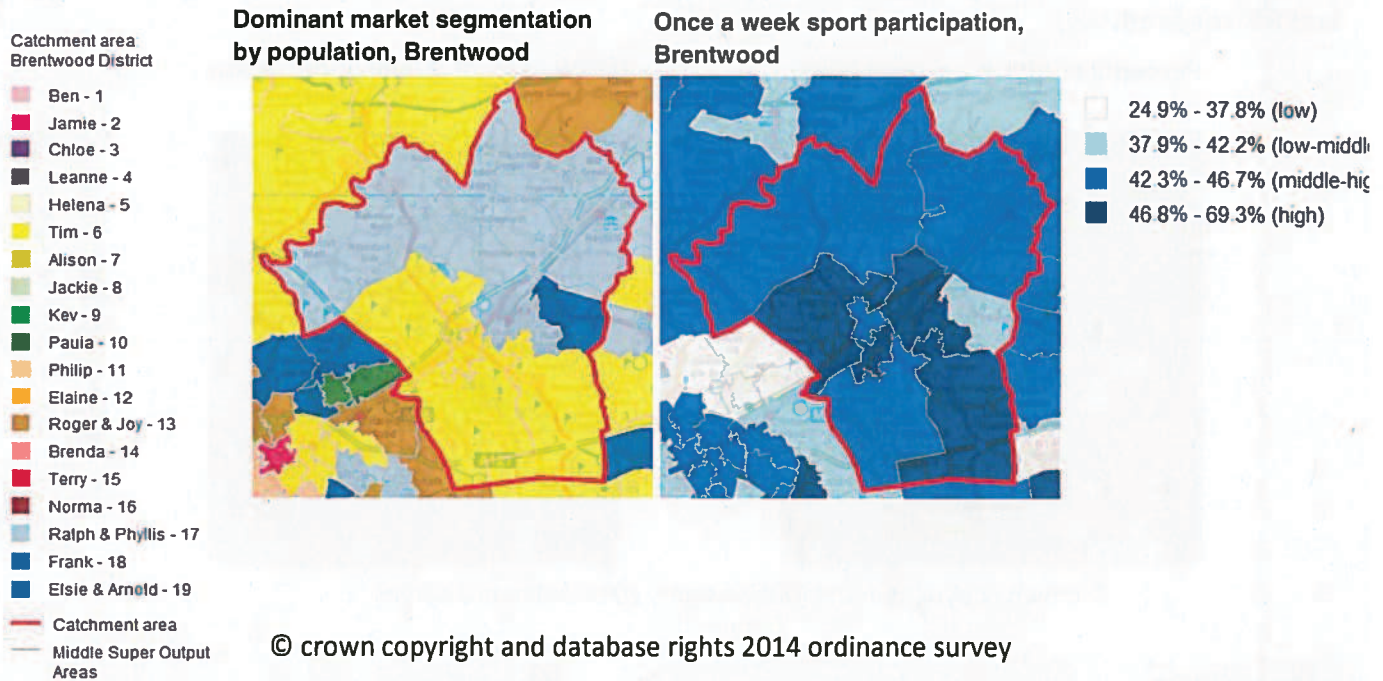 Dominant market segmentation
by population, Brentwood
Once a week sport participation,
Brentwood
Catchment area
Brentwood District
Ben - 1
Jamie - 2
Chloe - 3
Leanne - 4
Helena - 5
Tim - 6
Alison - 7
Jackie - 8
Kev - 9
Pauia - 10
Philip - 11
Elaine - 12
Roger & Joy - 13
Brenda - 14
Terry - 15
Norma - 16
Ralph & Phyllis - 17
Frank - 18
Elsie & Arnold - 19
Catchment area
Middle Super Output
Areas
24.9% - 37.8% (low)
37.9% - 42.2% (low-middl
42.3% - 46.7% (middle-hig
46.8% - 69.3% (high)
© crown copyright and database rights 2014 ordinance survey